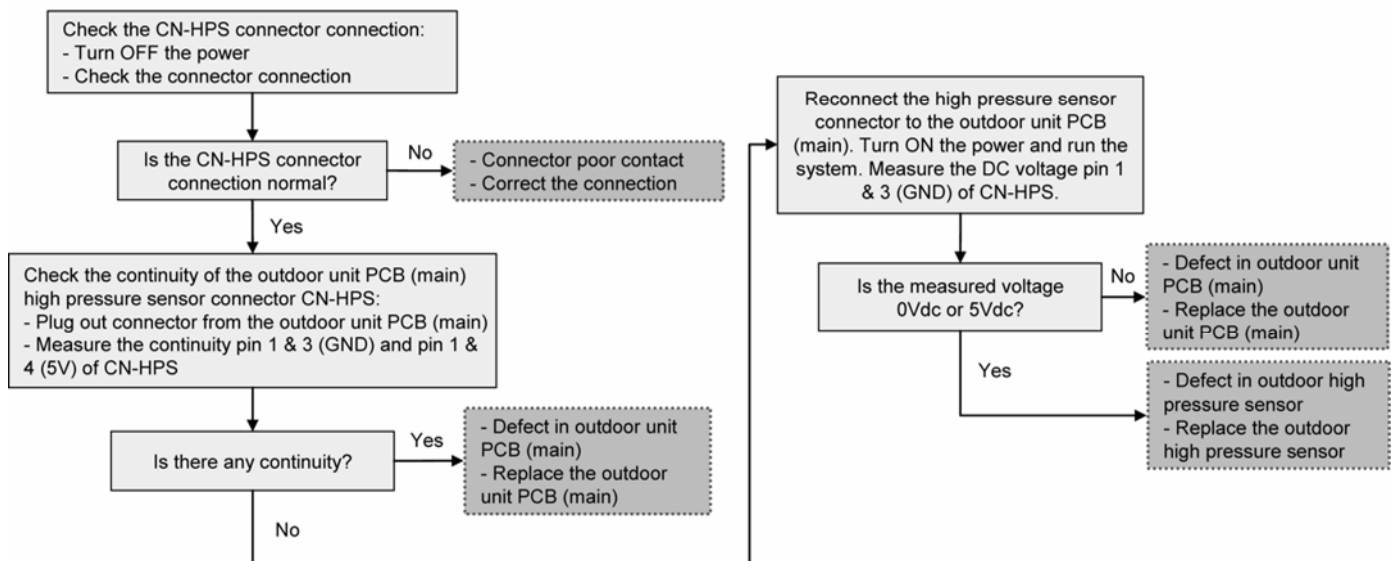 Check the CN-HPS connector connection:
- Turn OFF the power
- Check the connector connection
Is the CN-HPS connector
connection normal?
No
- Connector poor contact
- Correct the connection
Yes
Check the continuity of the outdoor unit PCB (main)
high pressure sensor connector CN-HPS:
- Plug out connector from the outdoor unit PCB (main)
- Measure the continuity pin 1 & 3 (GND) and pin 1 &
4 (5V) of CN-HPS
Is there any continuity?
Yes
- Defect in outdoor unit
PCB (main)
- Replace the outdoor
unit PCB (main)
No
Reconnect the high pressure sensor
connector to the outdoor unit PCB
(main). Turn ON the power and run the
system. Measure the DC voltage pin 1
& 3 (GND) of CN-HPS.
Is the measured voltage
0Vdc or 5Vdc?
No
- Defect in outdoor unit
PCB (main)
- Replace the outdoor
unit PCB (main)
Yes
- Defect in outdoor high
pressure sensor
- Replace the outdoor
high pressure sensor